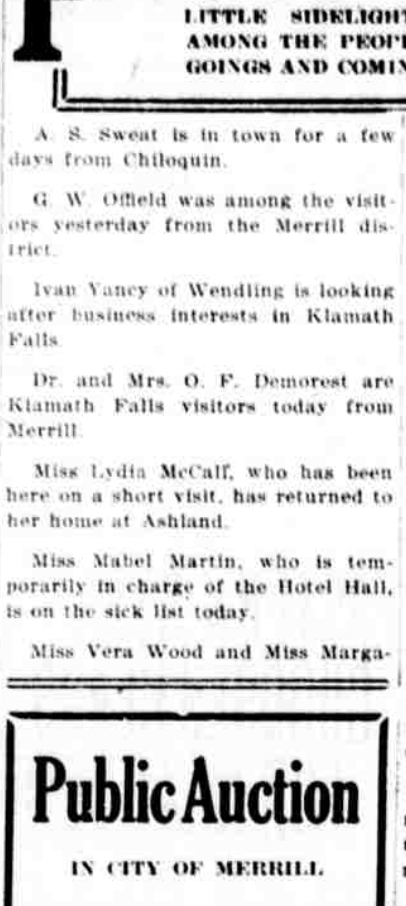 LITTLE SIDELIGHT
AMONG THE PEOPL
GOINGS AND COMIN
A. S. Sweat is in town for a few
days from Chiloquin.
G. W. Offield was among the visit-
ors yesterday from the Merrill dis-
trict.
Ivan Yancy of Wendling is looking
after business interests in Klamath
Falls.
Dr. and Mrs. O. F. Demorest are
Klamath Falls visitors today from
Merrill.
Miss Lydia McCalf, who has been
here on a short visit, has returned to
her home at Ashland.
Miss Mabel Martin, who is tem-
porarily in charge of the Hotel Hall,
is on the sick list today.
Miss Vera Wood and Miss Marga-
Public Auction
IN CITY OF MERRILL